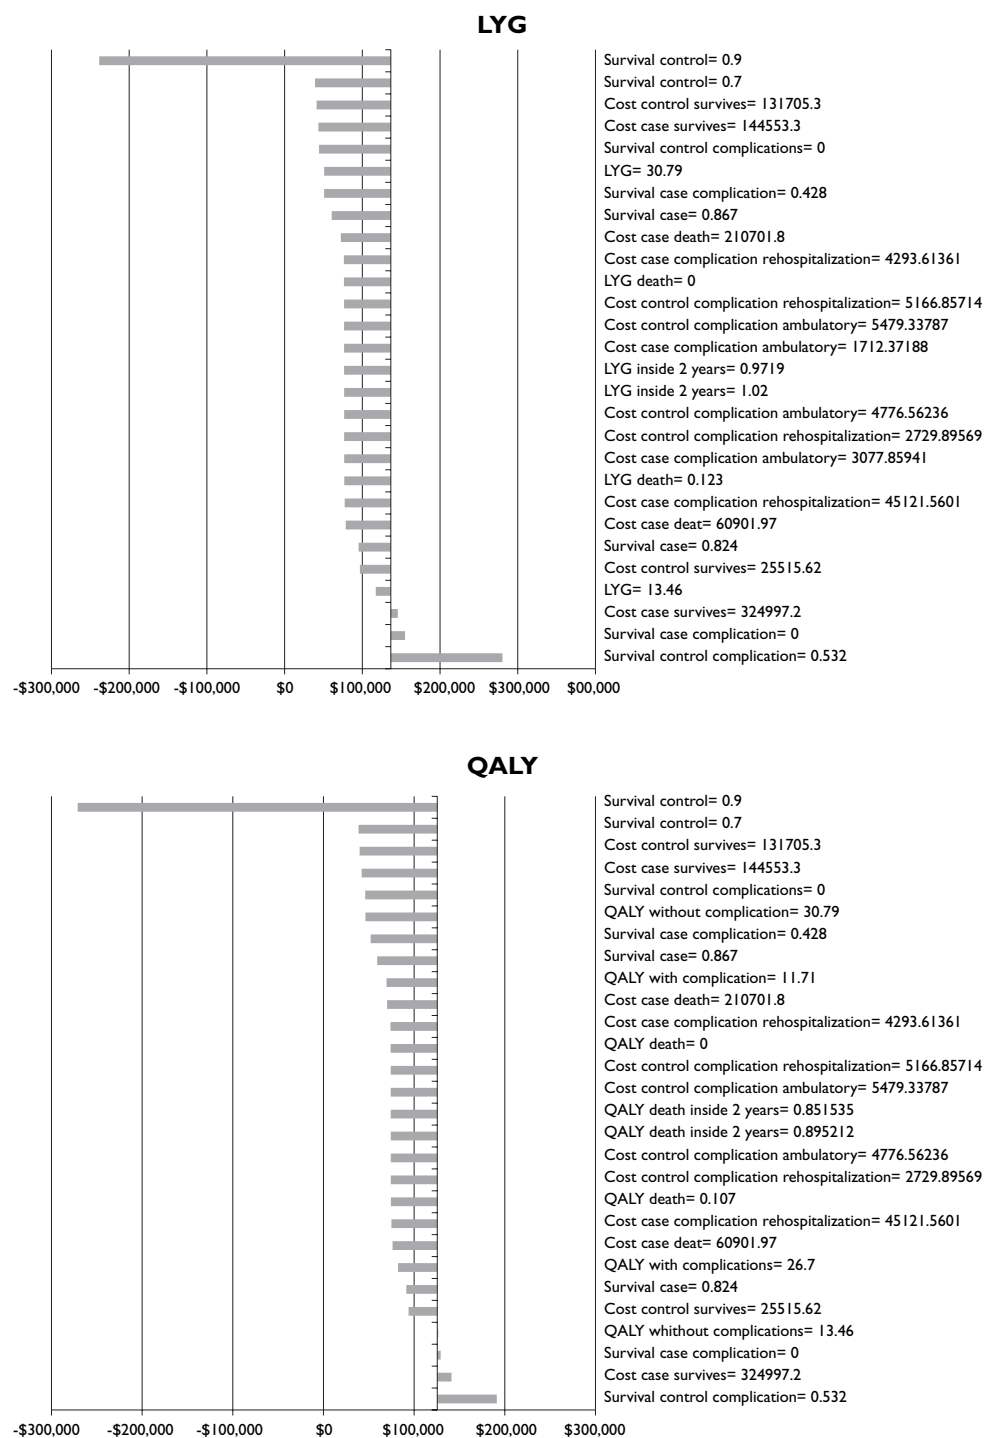 LYG
Survival control= 0.9
Survival control= 0.7
Cost control survives= 131705.3
Cost case survives= 144553.3
Survival control complications= 0
LYG= 30.79
Survival case complication= 0.428
Survival case= 0.867
Cost case death= 210701.8
Cost case complication rehospitalization= 4293.61361
LYG death= 0
Cost control complication rehospitalization= 5166.85714
Cost control complication ambulatory= 5479.33787
Cost case complication ambulatory= 1712.37188
LYG inside 2 years= 0.9719
LYG inside 2 years= 1.02
Cost control complication ambulatory= 4776.56236
Cost control complication rehospitalization= 2729.89569
Cost case complication ambulatory= 3077.85941
LYG death= 0.123
Cost case complication rehospitalization= 45121.5601
Cost case deat= 60901.97
Survival case= 0.824
Cost control survives= 25515.62
LYG= 13.46
Cost case survives= 324997.2
Survival case complication= 0
Survival control complication= 0.532
-$300,000 -$200,000 -$100,000 $0 $100,000 $200,000 $300,000 $00,000
QALY
Survival control= 0.9
Survival control= 0.7
Cost control survives= 131705.3
Cost case survives= 144553.3
Survival control complications= 0
QALY without complication= 30.79
Survival case complication= 0.428
Survival case= 0.867
QALY with complication= 11.71
Cost case death= 210701.8
Cost case complication rehospitalization= 4293.61361
QALY death= 0
Cost control complication rehospitalization= 5166.85714
Cost control complication ambulatory= 5479.33787
QALY death inside 2 years= 0.851535
QALY death inside 2 years= 0.895212
Cost control complication ambulatory= 4776.56236
Cost control complication rehospitalization= 2729.89569
QALY death= 0.107
Cost case complication rehospitalization= 45121.5601
Cost case deat= 60901.97
QALY with complications= 26.7
Survival case= 0.824
Cost control survives= 25515.62
QALY whithout complications= 13.46
Survival case complication= 0
Cost case survives= 324997.2
Survival control complication= 0.532
-$300,000 -$200,000 -$100,000 $0 $100,000 $200,000 $300,000